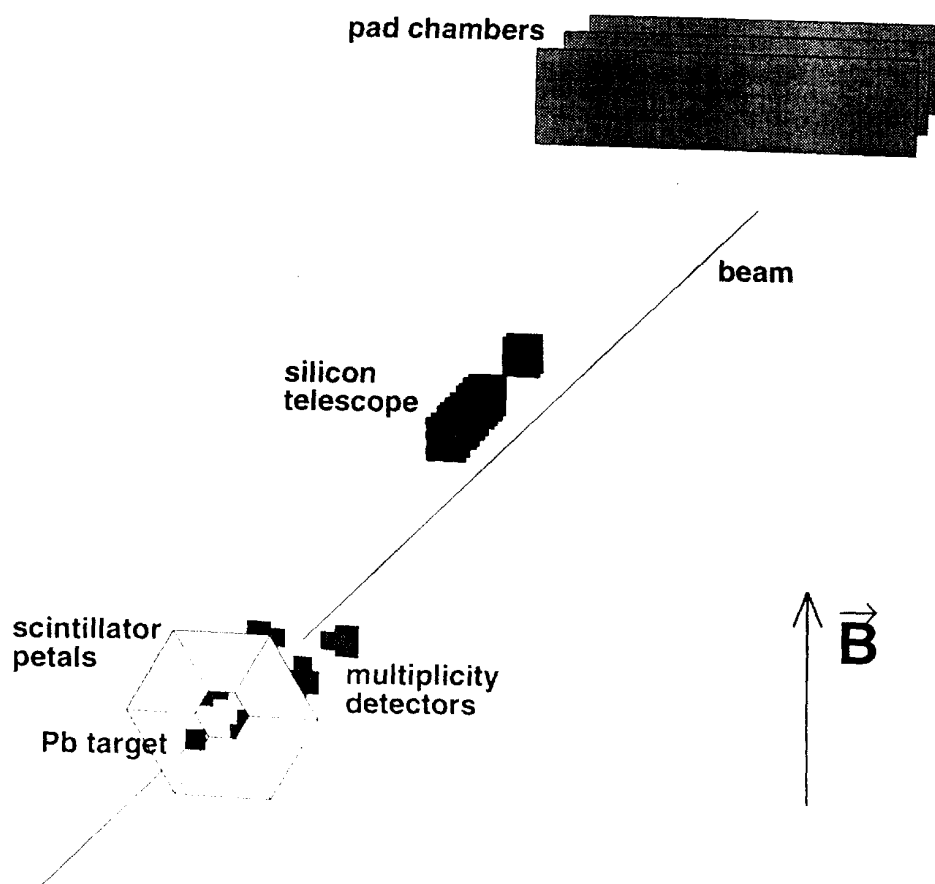 pad chambers
beam
silicon
telescope
scintillator
petals
B
multiplicity
detectors
Pb target